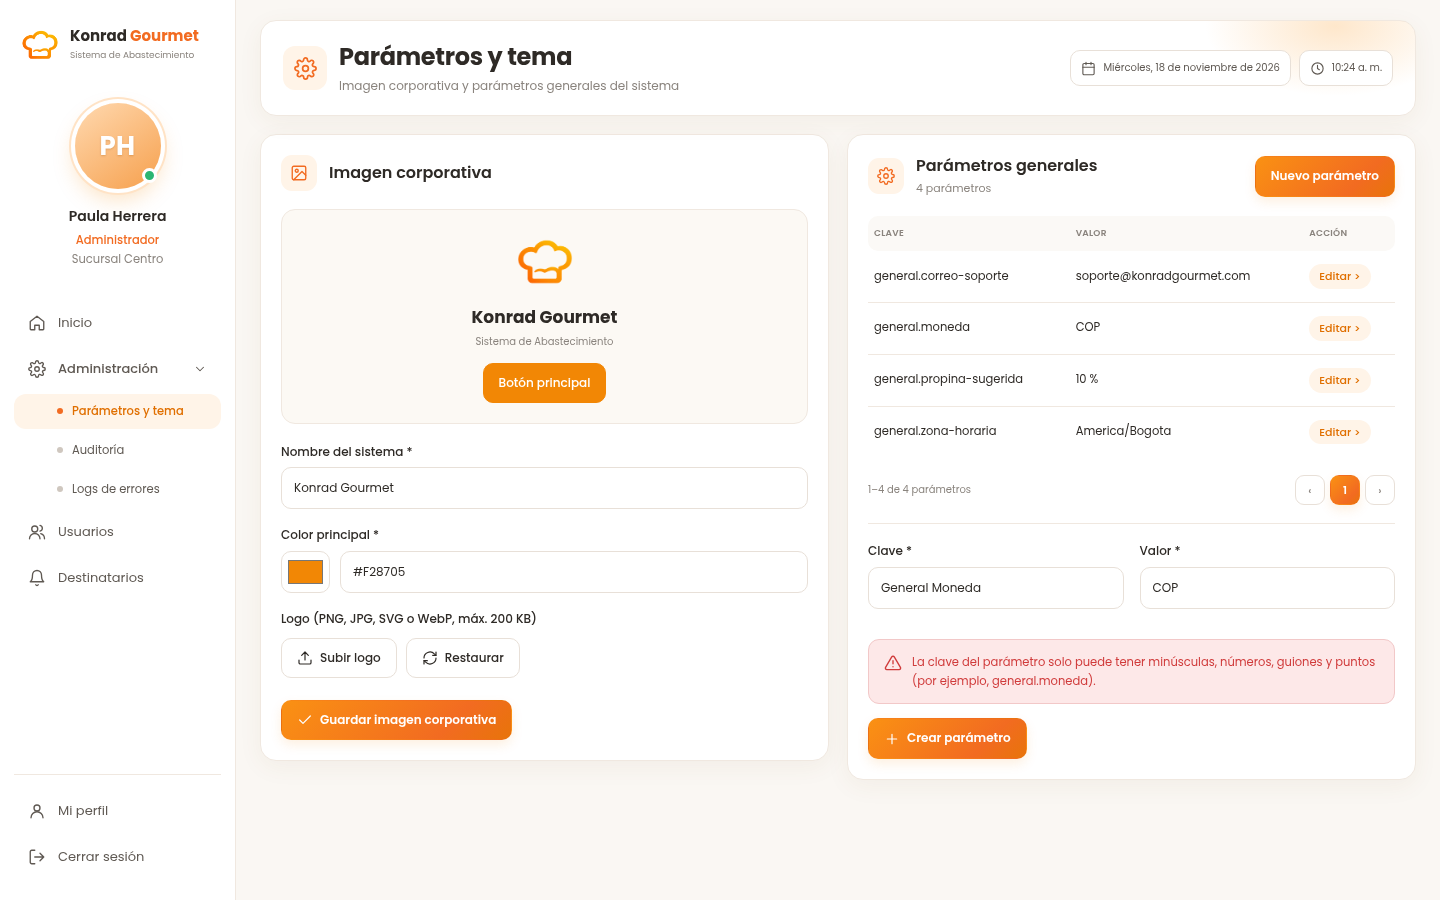 Konrad Gourmet
Sistema de Abastecimiento
PH
Paula Herrera
Administrador
Sucursal Centro
Inicio
Administración
Parámetros y tema
Auditoría
Logs de errores
Usuarios
Destinatarios
Mi perfil
Cerrar sesión
Parámetros y tema
Imagen corporativa y parámetros generales del sistema
Miércoles, 18 de noviembre de 2026
10:24 a. m.
Imagen corporativa
Konrad Gourmet
Sistema de Abastecimiento
Botón principal
Nombre del sistema *
Konrad Gourmet
Color principal *
#F28705
Logo (PNG, JPG, SVG o WebP, máx. 200 KB)
Subir logo
Restaurar
Guardar imagen corporativa
Parámetros generales
4 parámetros
Nuevo parámetro
CLAVE VALOR ACCIÓN
general.correo-soporte soporte@konradgourmet.com Editar ›
general.moneda COP Editar ›
general.propina-sugerida 10 % Editar ›
general.zona-horaria America/Bogota Editar ›
1–4 de 4 parámetros ‹ 1 ›
Clave * Valor *
General Moneda COP
La clave del parámetro solo puede tener minúsculas, números, guiones y puntos
(por ejemplo, general.moneda).
Crear parámetro